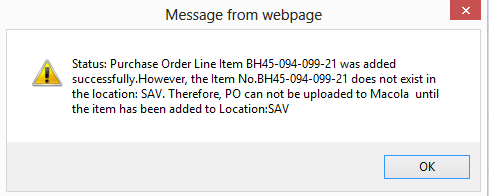 Message from webpage
Status: Purchase Order Line Item BH45-094-099-21 was added
successfully.However, the Item No.BH45-094-099-21 does not exist in
the location: SAV. Therefore, PO can not be uploaded to Macola  until
the item has been added to Location:SAV
OK